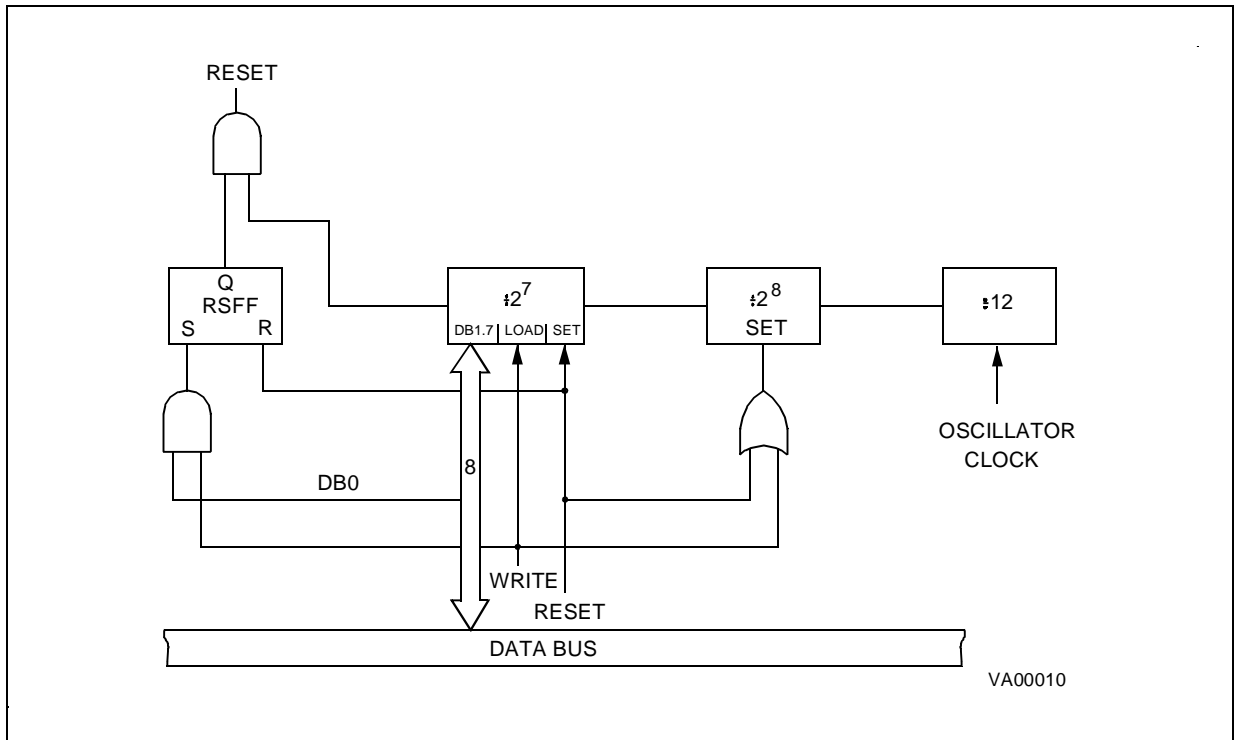 RESET
Q
RSFF
S R
÷2⁷
DB1.7 LOAD SET
÷2⁸
SET
÷12
OSCILLATOR
CLOCK
8
DB0
WRITE
RESET
DATA BUS
VA00010